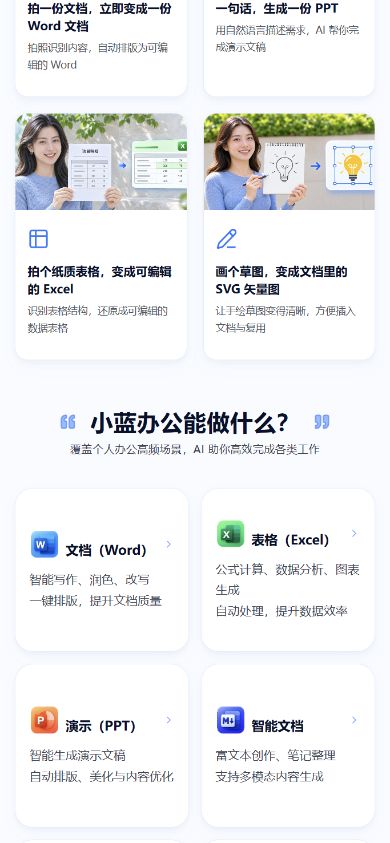 拍一份文档，立即变成一份
Word 文档
拍照识别内容，自动排版为可编
辑的 Word
一句话，生成一份 PPT
用自然语言描述需求，AI 帮你完
成演示文稿
拍个纸质表格，变成可编辑
的 Excel
识别表格结构，还原成可编辑的
数据表格
画个草图，变成文档里的
SVG 矢量图
让手绘草图变得清晰，方便插入
文档与复用
小蓝办公能做什么？
覆盖个人办公高频场景，AI 助你高效完成各类工作
W
文档（Word）
智能写作、润色、改写
一键排版，提升文档质量
X
表格（Excel）
公式计算、数据分析、图表
生成
自动处理，提升数据效率
P
演示（PPT）
智能生成演示文稿
自动排版、美化与内容优化
M
智能文档
富文本创作、笔记整理
支持多模态内容生成